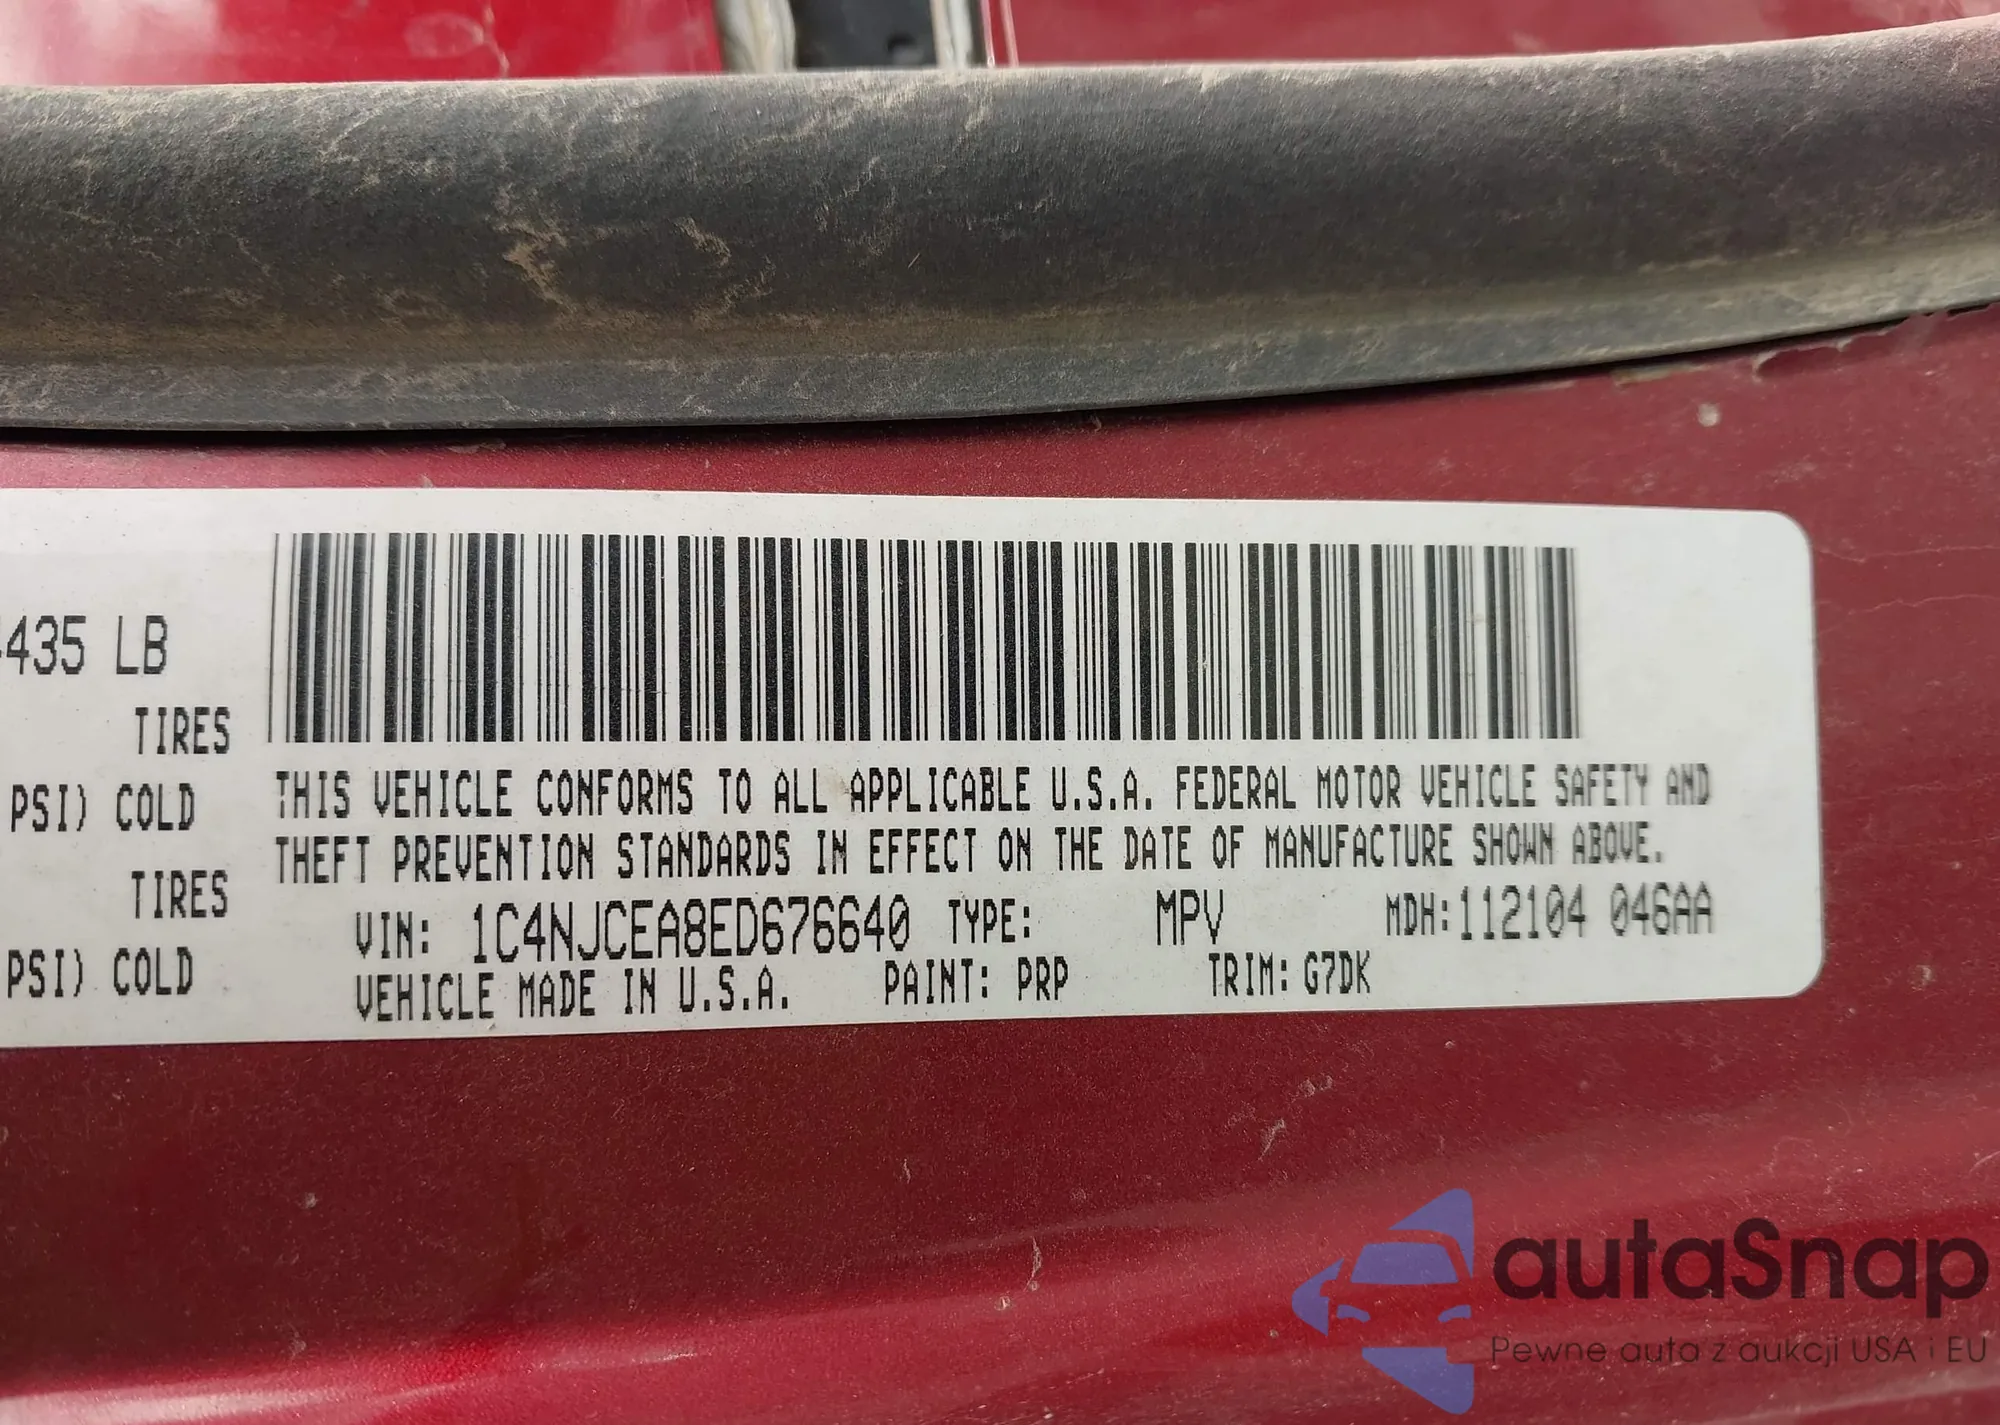 435 LB
TIRES
PSI) COLD
TIRES
PSI) COLD
THIS VEHICLE CONFORMS TO ALL APPLICABLE U.S.A. FEDERAL MOTOR VEHICLE SAFETY AND
THEFT PREVENTION STANDARDS IN EFFECT ON THE DATE OF MANUFACTURE SHOWN ABOVE.
VIN: 1C4NJCEA8ED676640 TYPE: MPV MDH:112104 046AA
VEHICLE MADE IN U.S.A. PAINT: PRP TRIM: G7DK
autaSnap
Pewne auta z aukcji USA i EU